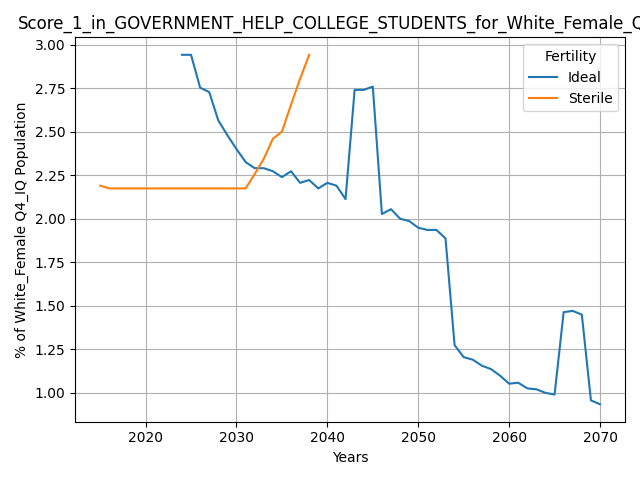 Score_1_in_GOVERNMENT_HELP_COLLEGE_STUDENTS_for_White_Female_Q
3.00
2.75
2.50
2.25
2.00
1.75
1.50
1.25
1.00
% of White_Female Q4_IQ Population
Fertility
Ideal
Sterile
2020 2030 2040 2050 2060 2070
Years